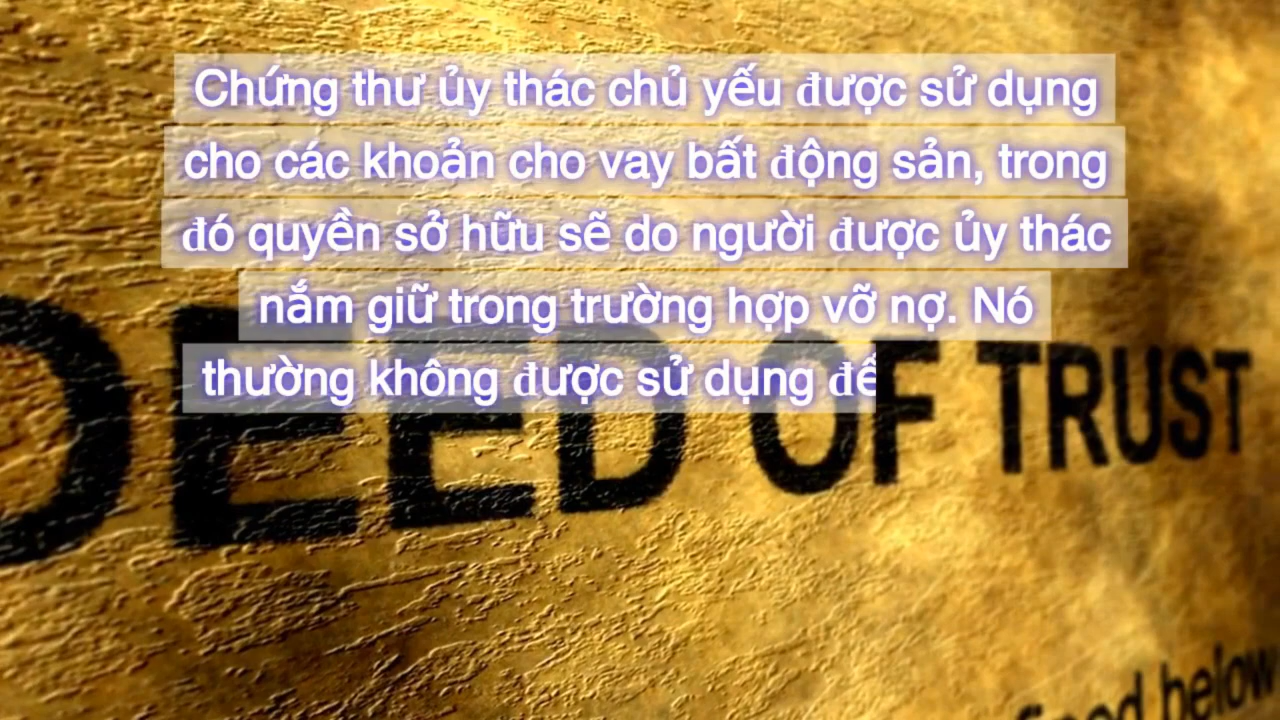 Chứng thư ủy thác chủ yếu được sử dụng
cho các khoản cho vay bất động sản, trong
đó quyền sở hữu sẽ do người được ủy thác
nắm giữ trong trường hợp vỡ nợ. Nó
thường không được sử dụng để
DEED OF TRUST
below